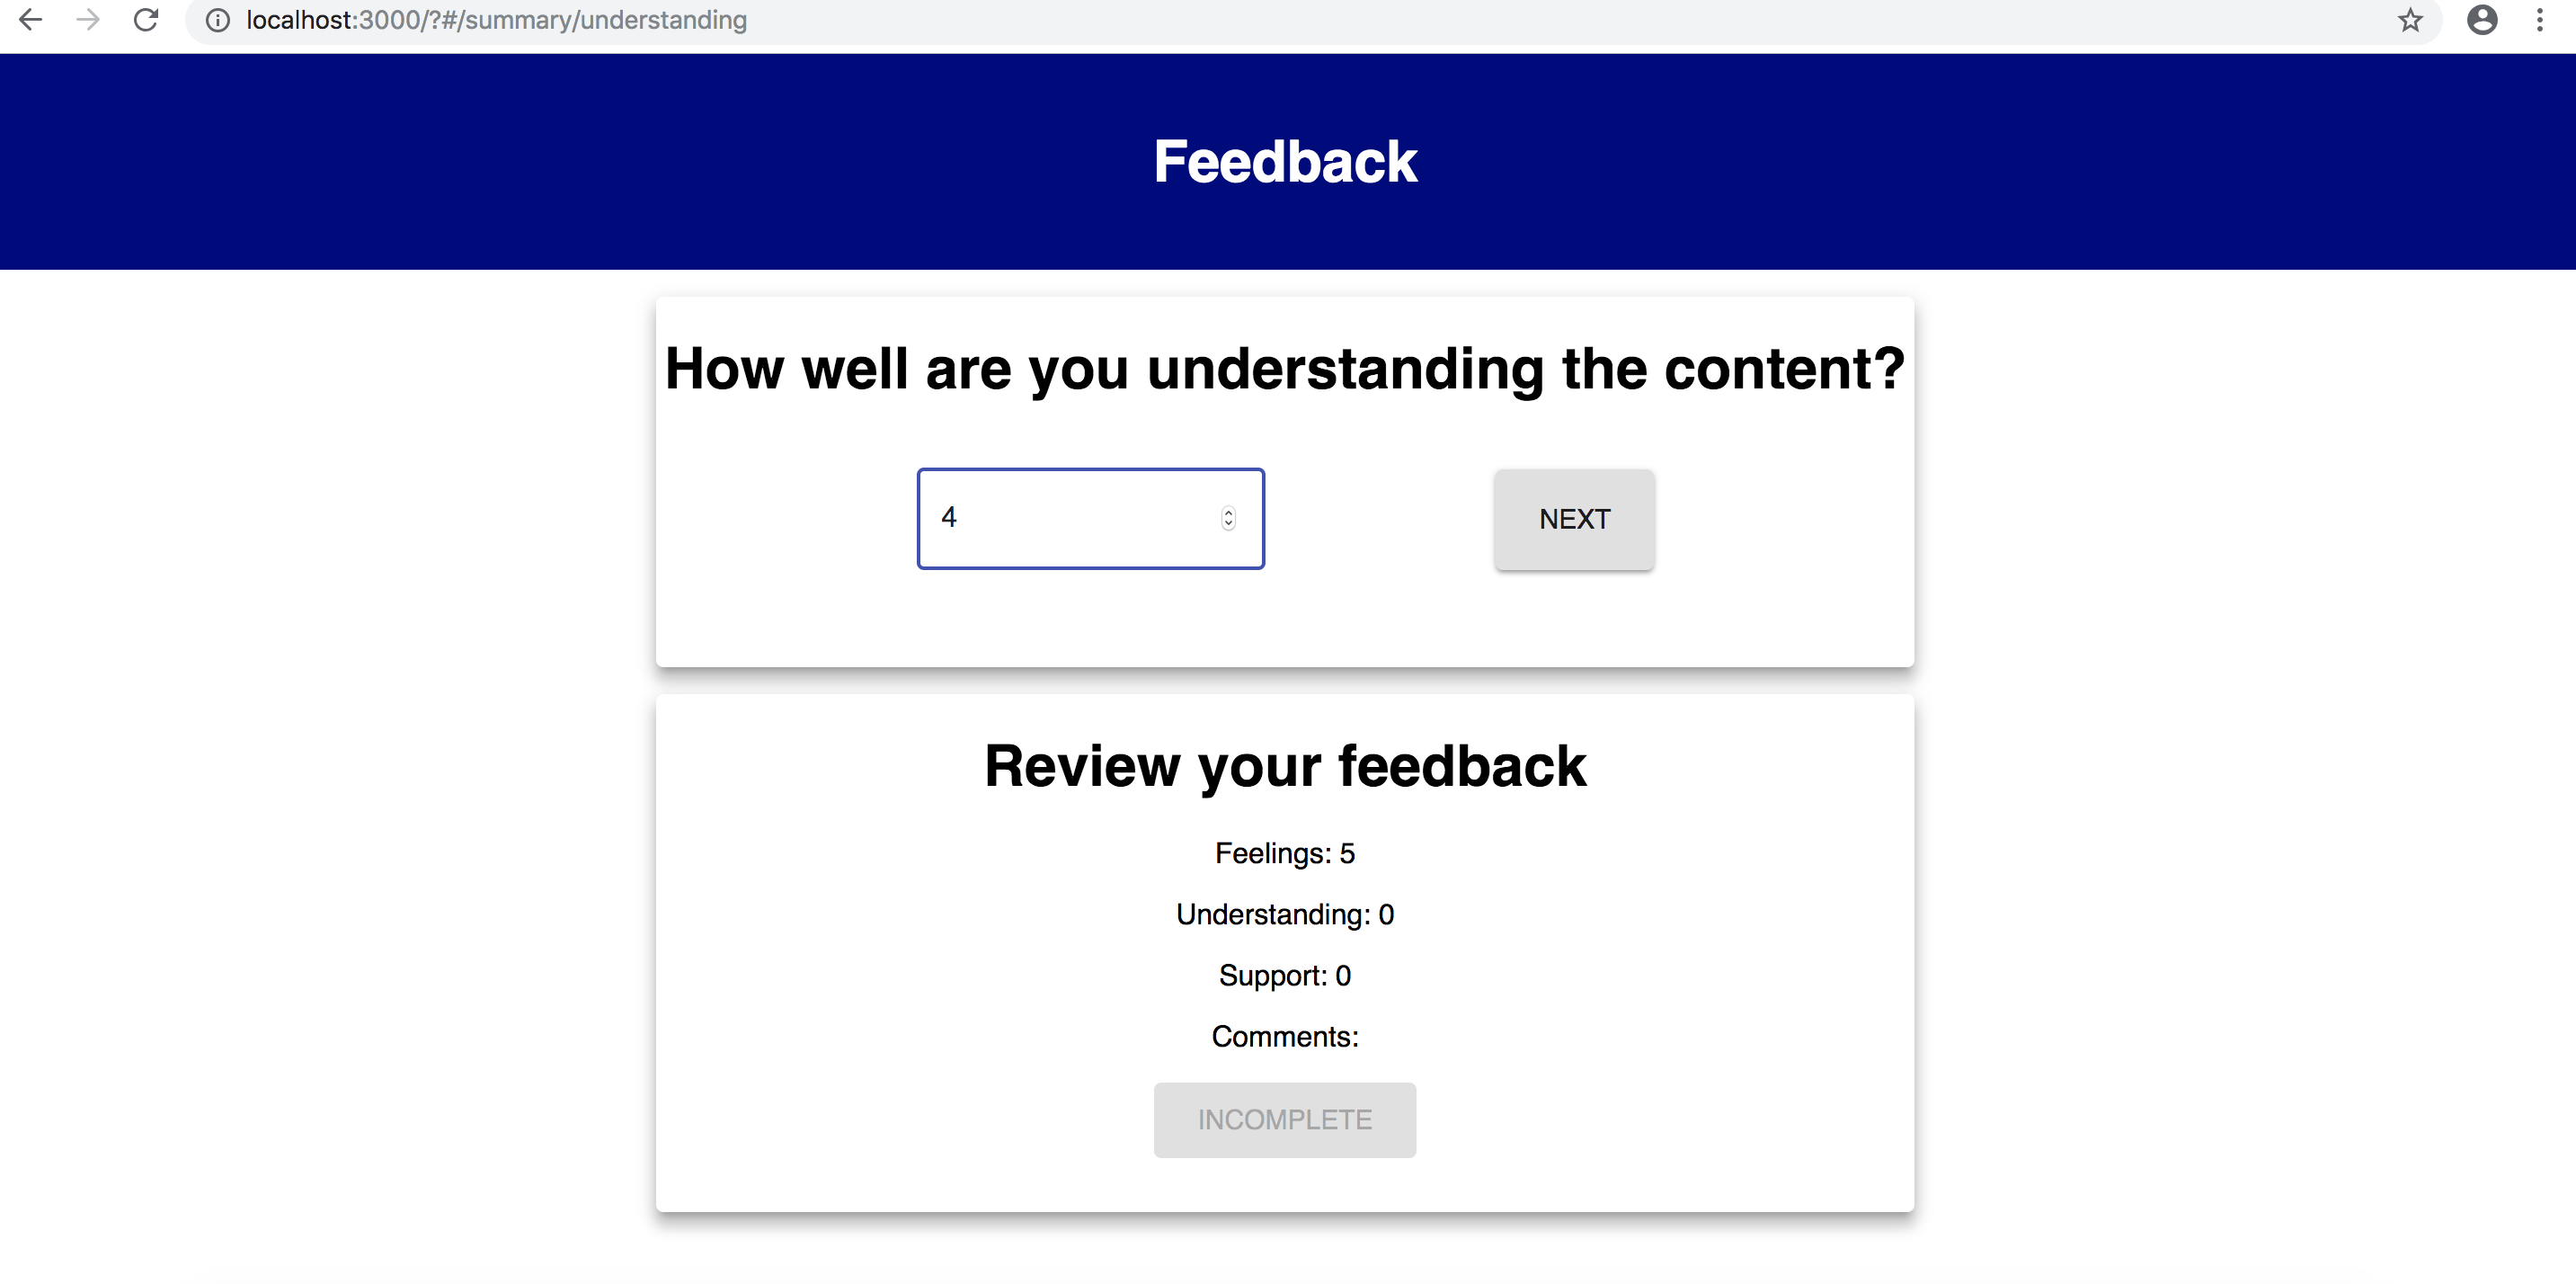 localhost:3000/?#/summary/understanding
Feedback
How well are you understanding the content?
4
NEXT
Review your feedback
Feelings: 5
Understanding: 0
Support: 0
Comments:
INCOMPLETE